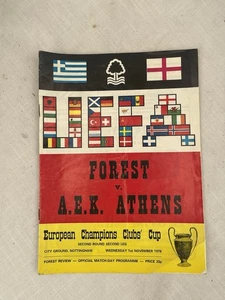 UEFA
FOREST
v.
A.E.K. ATHENS
European Champions Clubs' Cup
SECOND ROUND SECOND LEG
CITY GROUND, NOTTINGHAM WEDNESDAY 1st NOVEMBER 1978
FOREST REVIEW — OFFICIAL MATCH-DAY PROGRAMME — PRICE 20p